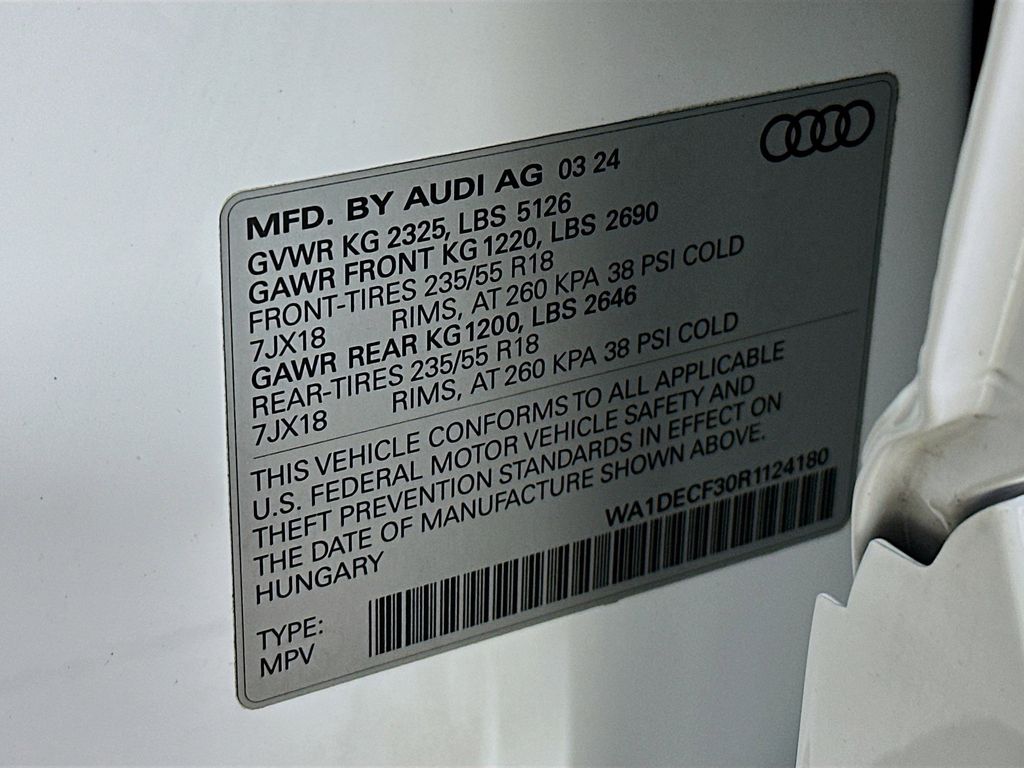 MFD. BY AUDI AG 03 24
GVWR KG 2325, LBS 5126
GAWR FRONT KG 1220, LBS 2690
FRONT-TIRES 235/55 R18
7JX18 RIMS, AT 260 KPA 38 PSI COLD
GAWR REAR KG 1200, LBS 2646
REAR-TIRES 235/55 R18
7JX18 RIMS, AT 260 KPA 38 PSI COLD
THIS VEHICLE CONFORMS TO ALL APPLICABLE
U.S. FEDERAL MOTOR VEHICLE SAFETY AND
THEFT PREVENTION STANDARDS IN EFFECT ON
THE DATE OF MANUFACTURE SHOWN ABOVE.
HUNGARY
WA1DECF30R1124180
TYPE:
MPV